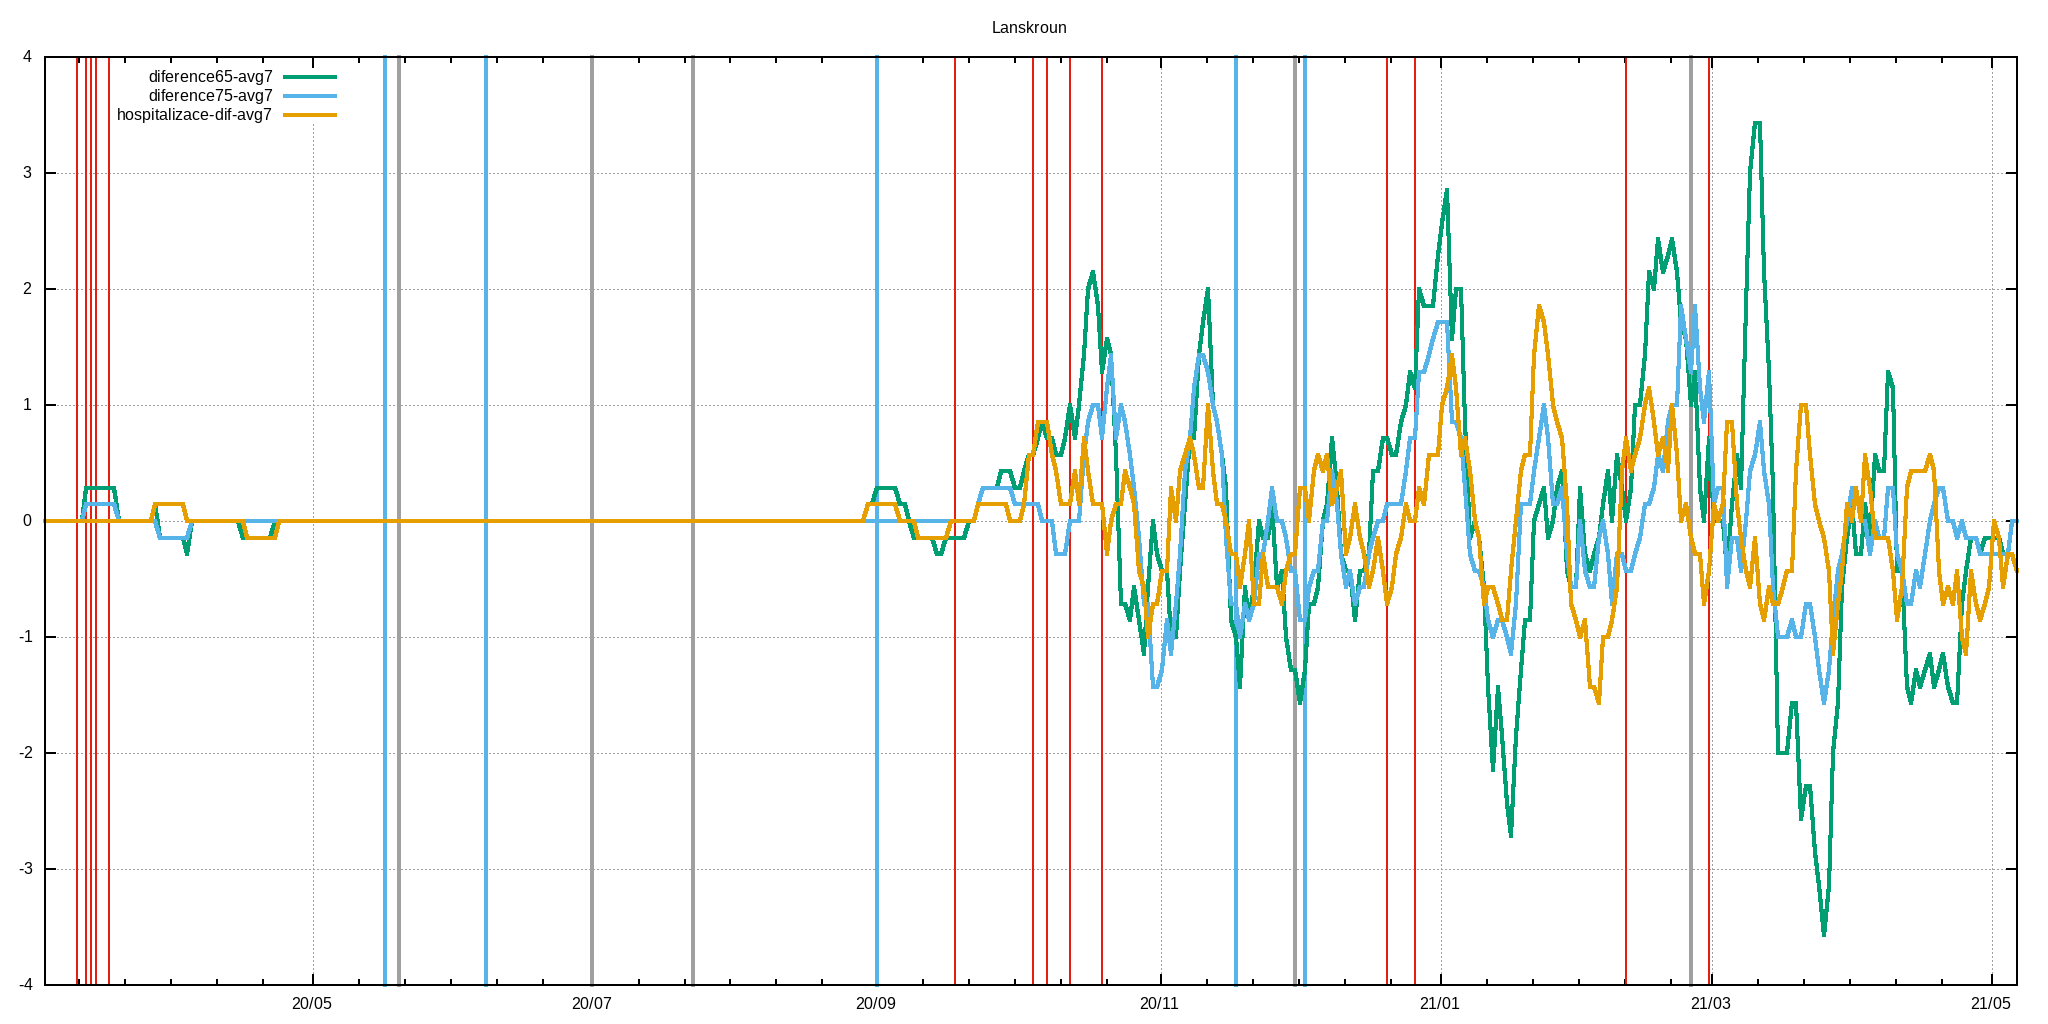 Lanskroun
4
diference65-avg7
diference75-avg7
hospitalizace-dif-avg7
3
2
1
0
-1
-2
-3
-4
20/05 20/07 20/09 20/11 21/01 21/03 21/05